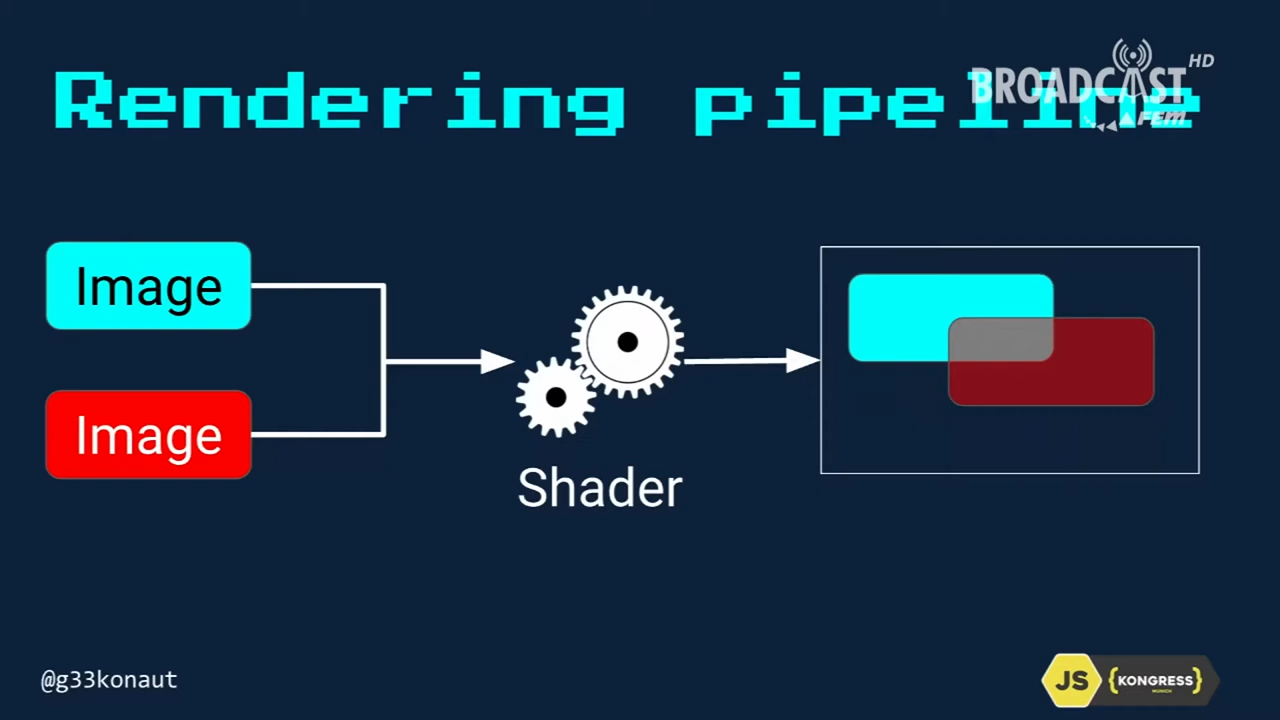 Rendering pipeline
BROADCAST HD
FEM
Image
Image
Shader
@g33konaut
JS {KONGRESS}
MUNICH